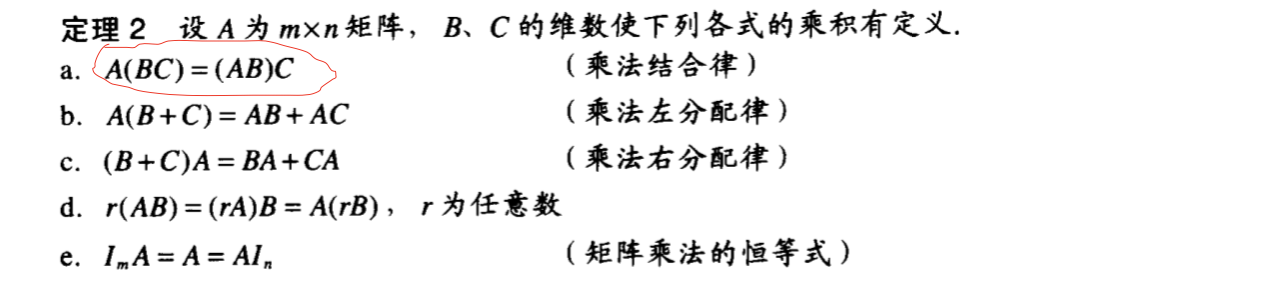 定理 2 设 A 为 m×n 矩阵, B、C 的维数使下列各式的乘积有定义.
a. A(BC)=(AB)C (乘法结合律)
b. A(B+C)=AB+AC (乘法左分配律)
c. (B+C)A=BA+CA (乘法右分配律)
d. r(AB)=(rA)B=A(rB), r 为任意数
e. IₘA=A=AIₙ (矩阵乘法的恒等式)